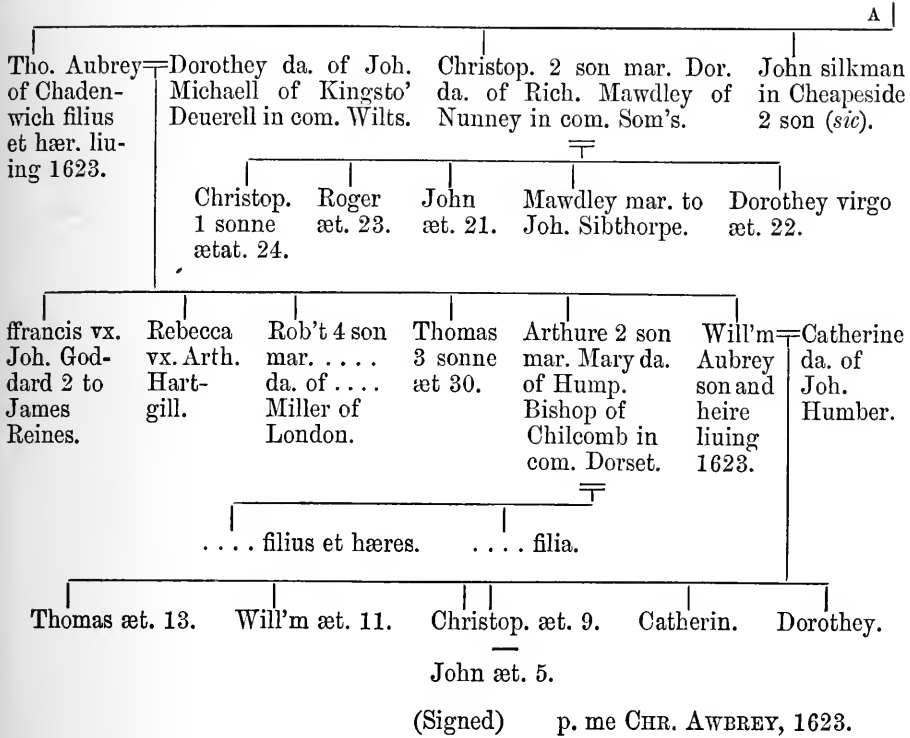 A
Tho. Aubrey
of Chaden-
wich filius
et hær. liu-
ing 1623.
Dorothey da. of Joh.
Michaell of Kingsto'
Deuerell in com. Wilts.
Christop. 2 son mar. Dor.
da. of Rich. Mawdley of
Nunney in com. Som's.
John silkman
in Cheapeside
2 son (sic).
Christop.
1 sonne
ætat. 24.
Roger
æt. 23.
John
æt. 21.
Mawdley mar. to
Joh. Sibthorpe.
Dorothey virgo
æt. 22.
ffrancis vx.
Joh. God-
dard 2 to
James
Reines.
Rebecca
vx. Arth.
Hart-
gill.
Rob't 4 son
mar. . . . . .
da. of . . . .
Miller of
London.
Thomas
3 sonne
æt 30.
Arthure 2 son
mar. Mary da.
of Hump.
Bishop of
Chilcomb in
com. Dorset.
Will'm
Aubrey
son and
heire
liuing
1623.
Catherine
da. of
Joh.
Humber.
. . . . filius et hæres.
. . . . filia.
Thomas æt. 13.
Will'm æt. 11.
Christop. æt. 9.
Catherin.
Dorothey.
John æt. 5.
(Signed) p. me CHR. AWBREY, 1623.